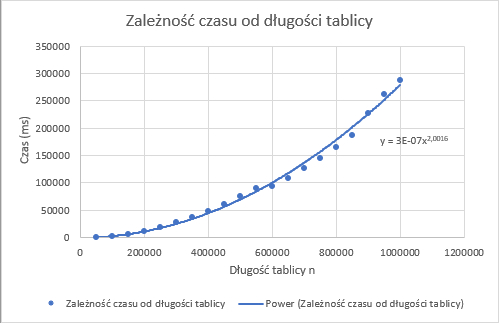 Zależność czasu od długości tablicy
350000
300000
250000
200000
150000
100000
50000
0
Czas (ms)
y = 3E-07x^2,0016
0 200000 400000 600000 800000 1000000 1200000
Długość tablicy n
Zależność czasu od długości tablicy Power (Zależność czasu od długości tablicy)